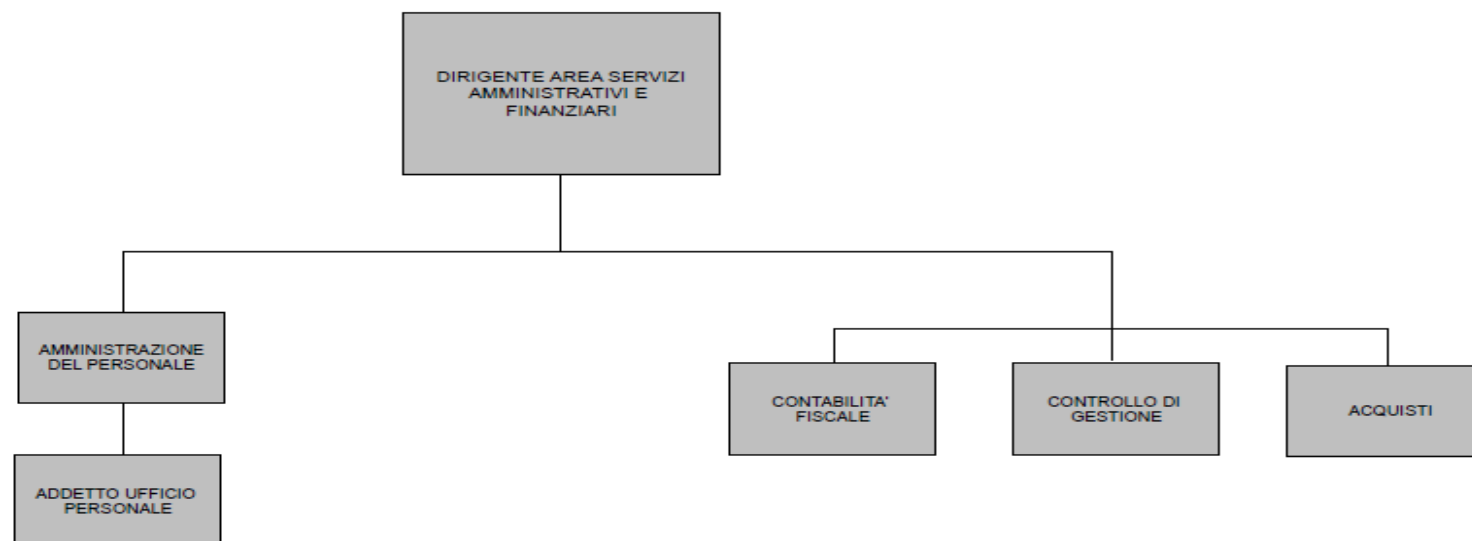 DIRIGENTE AREA SERVIZI
AMMINISTRATIVI E
FINANZIARI
AMMINISTRAZIONE
DEL PERSONALE
ADDETTO UFFICIO
PERSONALE
CONTABILITA’
FISCALE
CONTROLLO DI
GESTIONE
ACQUISTI